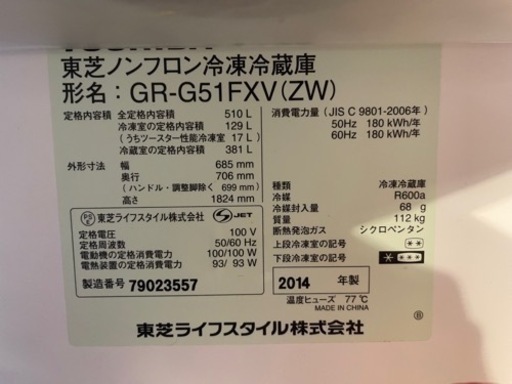 TOSHIBA
東芝ノンフロン冷凍冷蔵庫
形名：GR-G51FXV(ZW)
定格内容積 全定格内容積 510 L
冷凍室の定格内容積 129 L
(うちツースター性能冷凍室 17 L)
冷蔵室の定格内容積 381 L
外形寸法 幅 685 mm
奥行 706 mm
(ハンドル・調整脚除く 699 mm)
高さ 1824 mm
PSE 東芝ライフスタイル株式会社 JET
定格電圧 100 V
定格周波数 50/60 Hz
電動機の定格消費電力 100/100 W
電熱装置の定格消費電力 93/ 93 W
製造番号 79023557
消費電力量 (JIS C 9801-2006年)
50Hz 180 kWh/年
60Hz 180 kWh/年
種類 冷凍冷蔵庫
冷媒 R600a
冷媒封入量 68 g
質量 112 kg
断熱発泡ガス シクロペンタン
上段冷凍室の記号
下段冷凍室の記号
2014 年製
温度ヒューズ 77℃
MADE IN CHINA
東芝ライフスタイル株式会社
Ⓑ